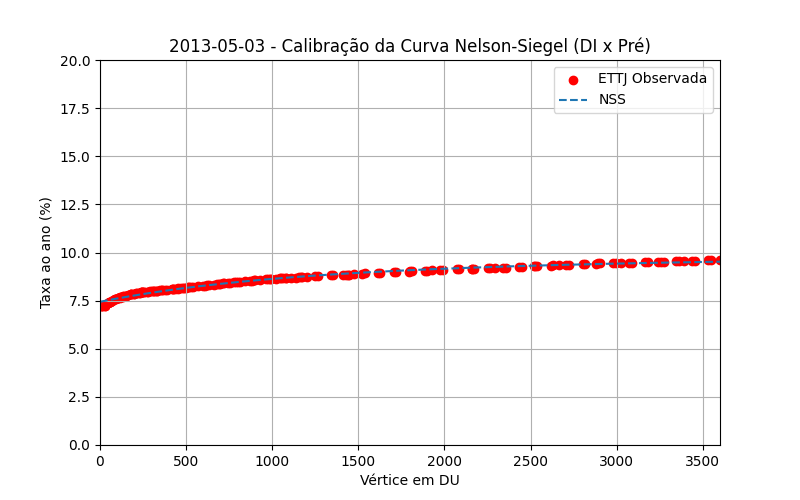 2013-05-03 - Calibração da Curva Nelson-Siegel (DI x Pré)
ETTJ Observada
NSS
Taxa ao ano (%)
20.0
17.5
15.0
12.5
10.0
7.5
5.0
2.5
0.0
0 500 1000 1500 2000 2500 3000 3500
Vértice em DU